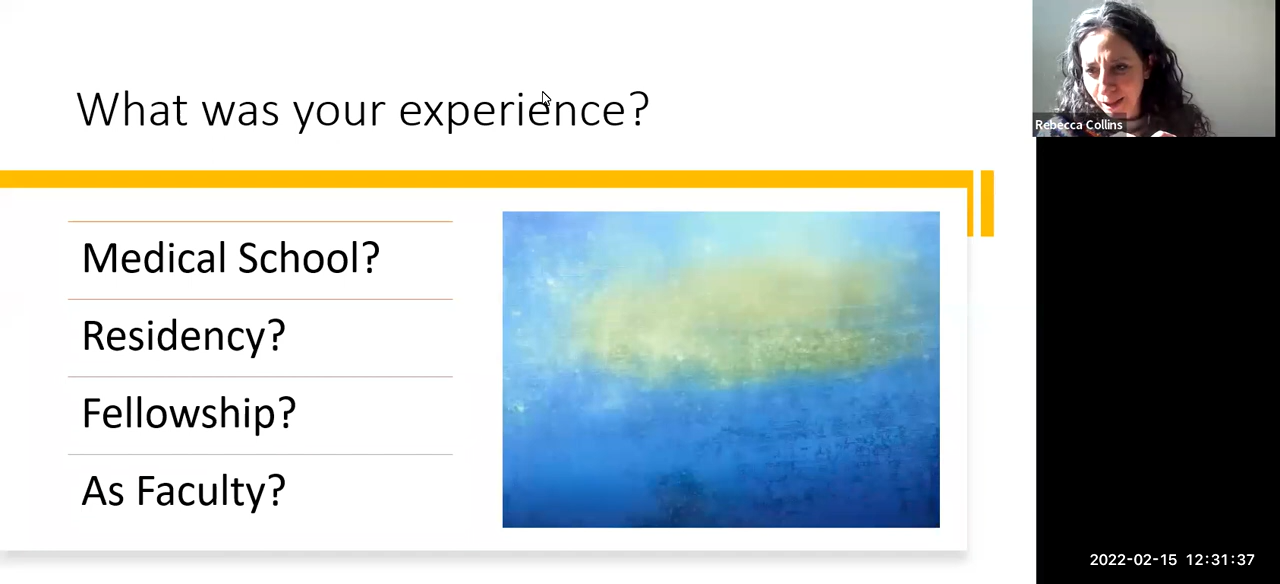 What was your experience?
Rebecca Collins
Medical School?
Residency?
Fellowship?
As Faculty?
2022-02-15 12:31:37